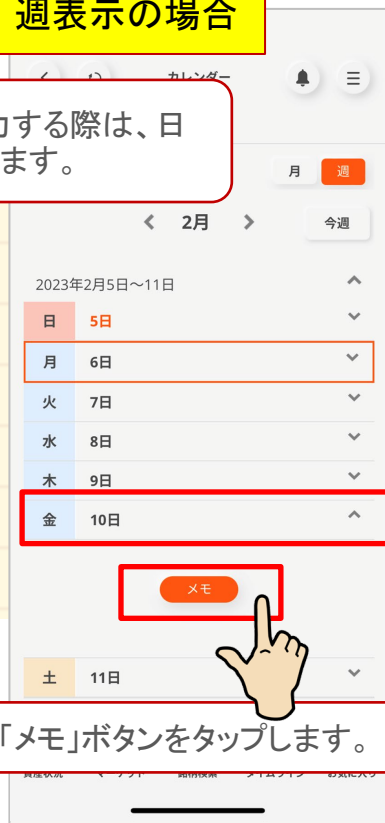 週表示の場合
カレンダー
力する際は、日
ます。
月 週
2月 今週
2023年2月5日～11日
日 5日
月 6日
火 7日
水 8日
木 9日
金 10日
メモ
土 11日
「メモ」ボタンをタップします。